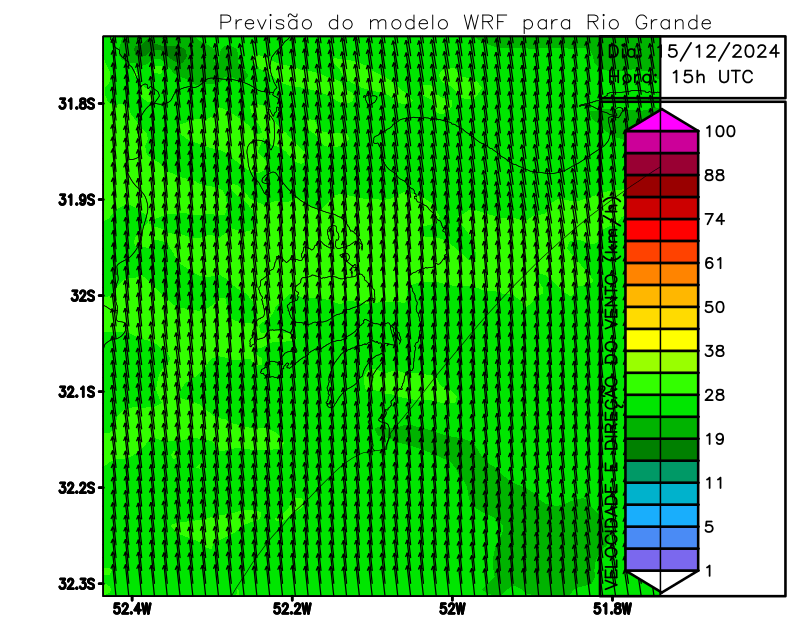 Previsão do modelo WRF para Rio Grande
Dia: 15/12/2024
Hora: 15h UTC
31.8S
31.9S
32S
32.1S
32.2S
32.3S
52.4W
52.2W
52W
51.8W
VELOCIDADE E DIREÇÃO DO VENTO (km/h)
100
88
74
61
50
38
28
19
11
5
1